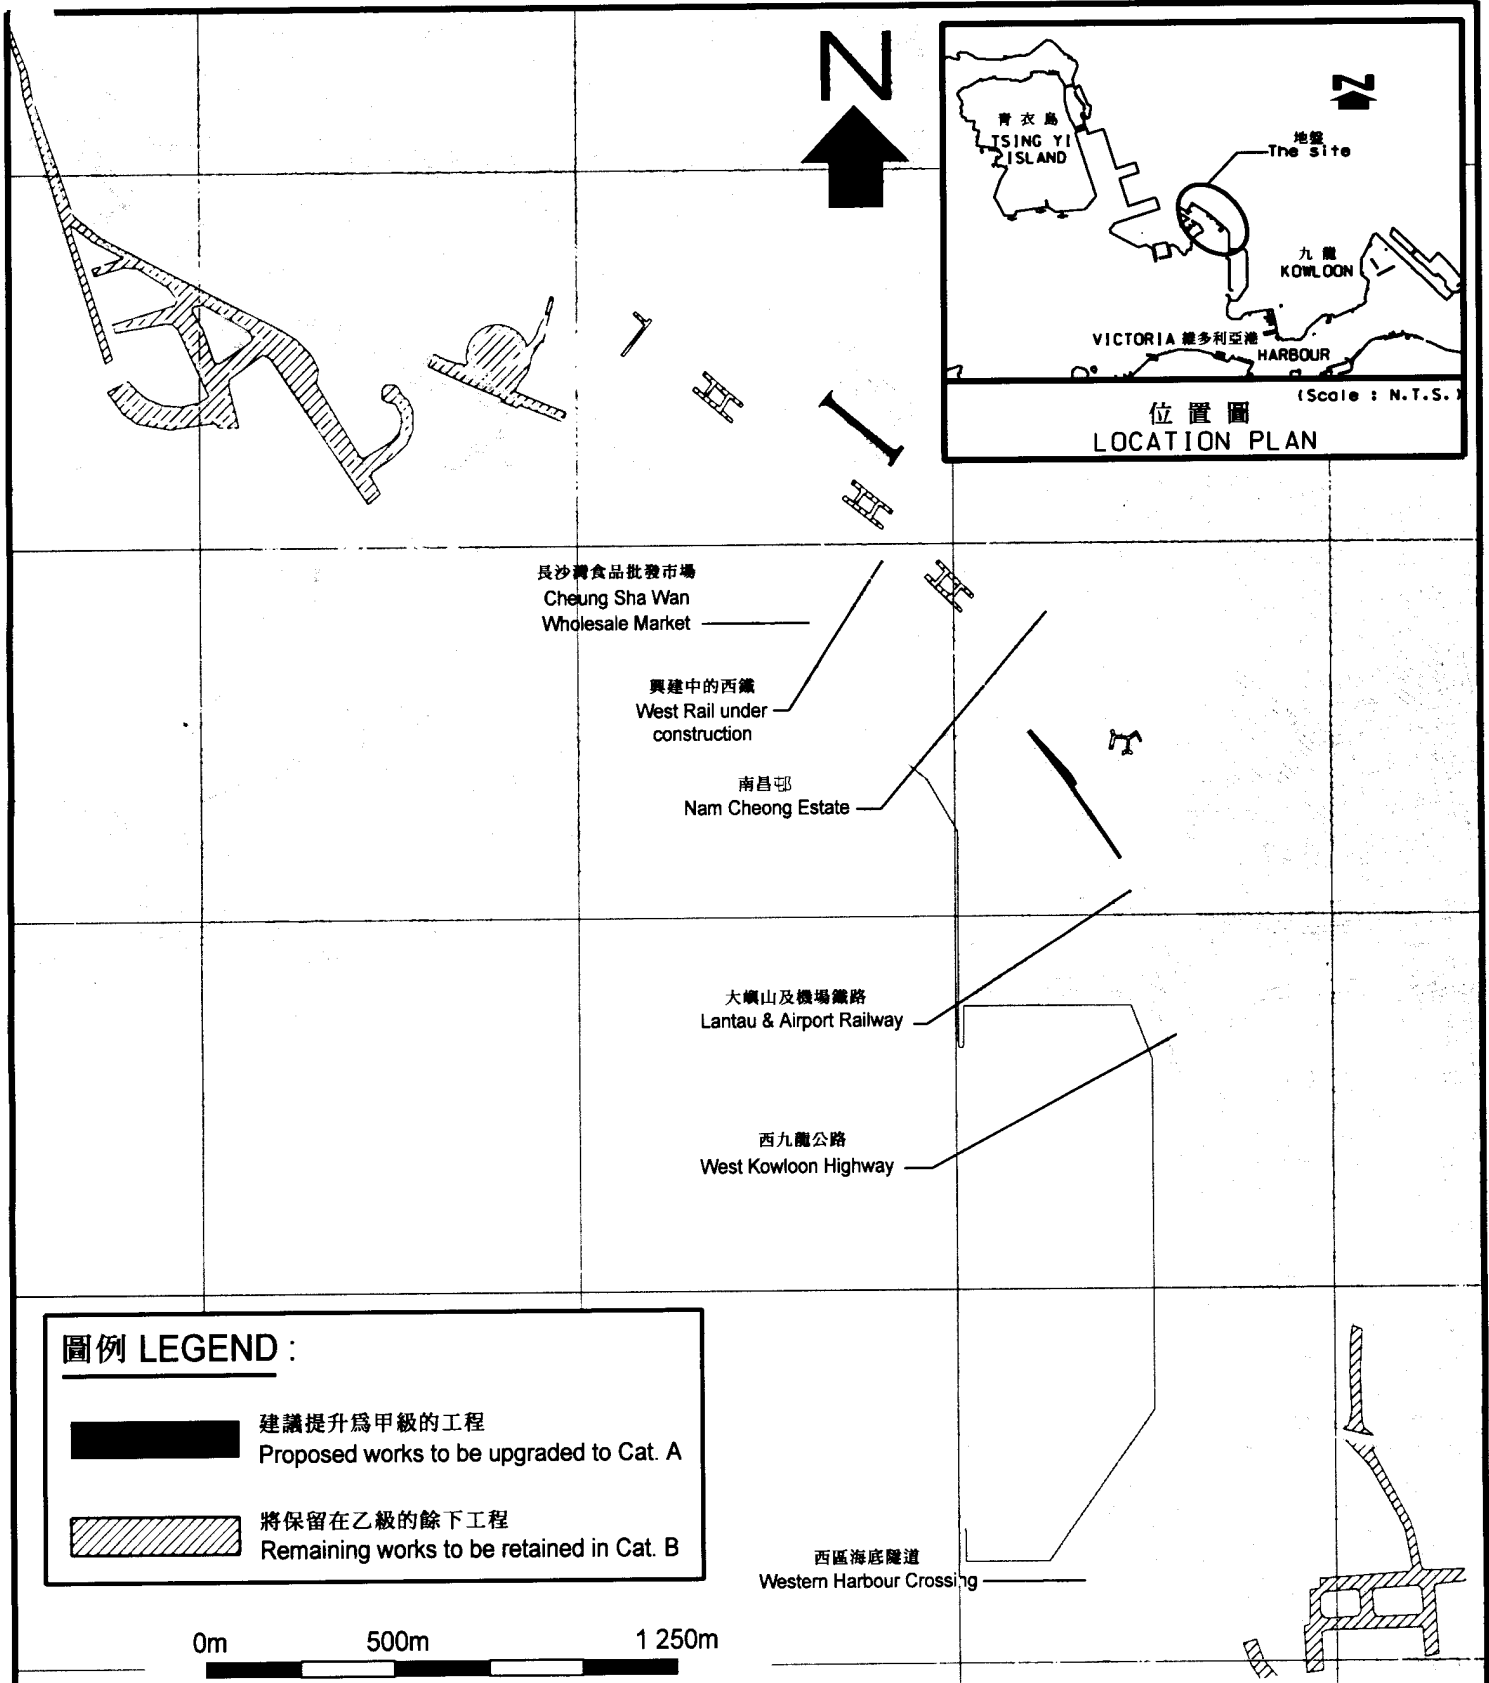 N
N
青衣島
TSING YI
ISLAND
地盤
The site
九龍
KOWLOON
VICTORIA 維多利亞港
HARBOUR
(Scale : N.T.S.)
位置圖
LOCATION PLAN
長沙灣食品批發市場
Cheung Sha Wan
Wholesale Market
興建中的西鐵
West Rail under
construction
南昌邨
Nam Cheong Estate
大嶼山及機場鐵路
Lantau & Airport Railway
西九龍公路
West Kowloon Highway
圖例 LEGEND :
建議提升爲甲級的工程
Proposed works to be upgraded to Cat. A
將保留在乙級的餘下工程
Remaining works to be retained in Cat. B
西區海底隧道
Western Harbour Crossing
0m 500m 1 250m